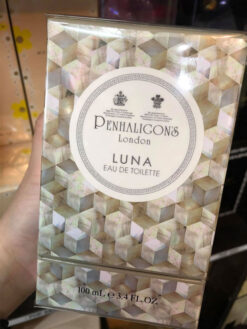 PENHALIGON'S
London
LUNA
EAU DE TOILETTE
100 mL e 3.4 FL.OZ.